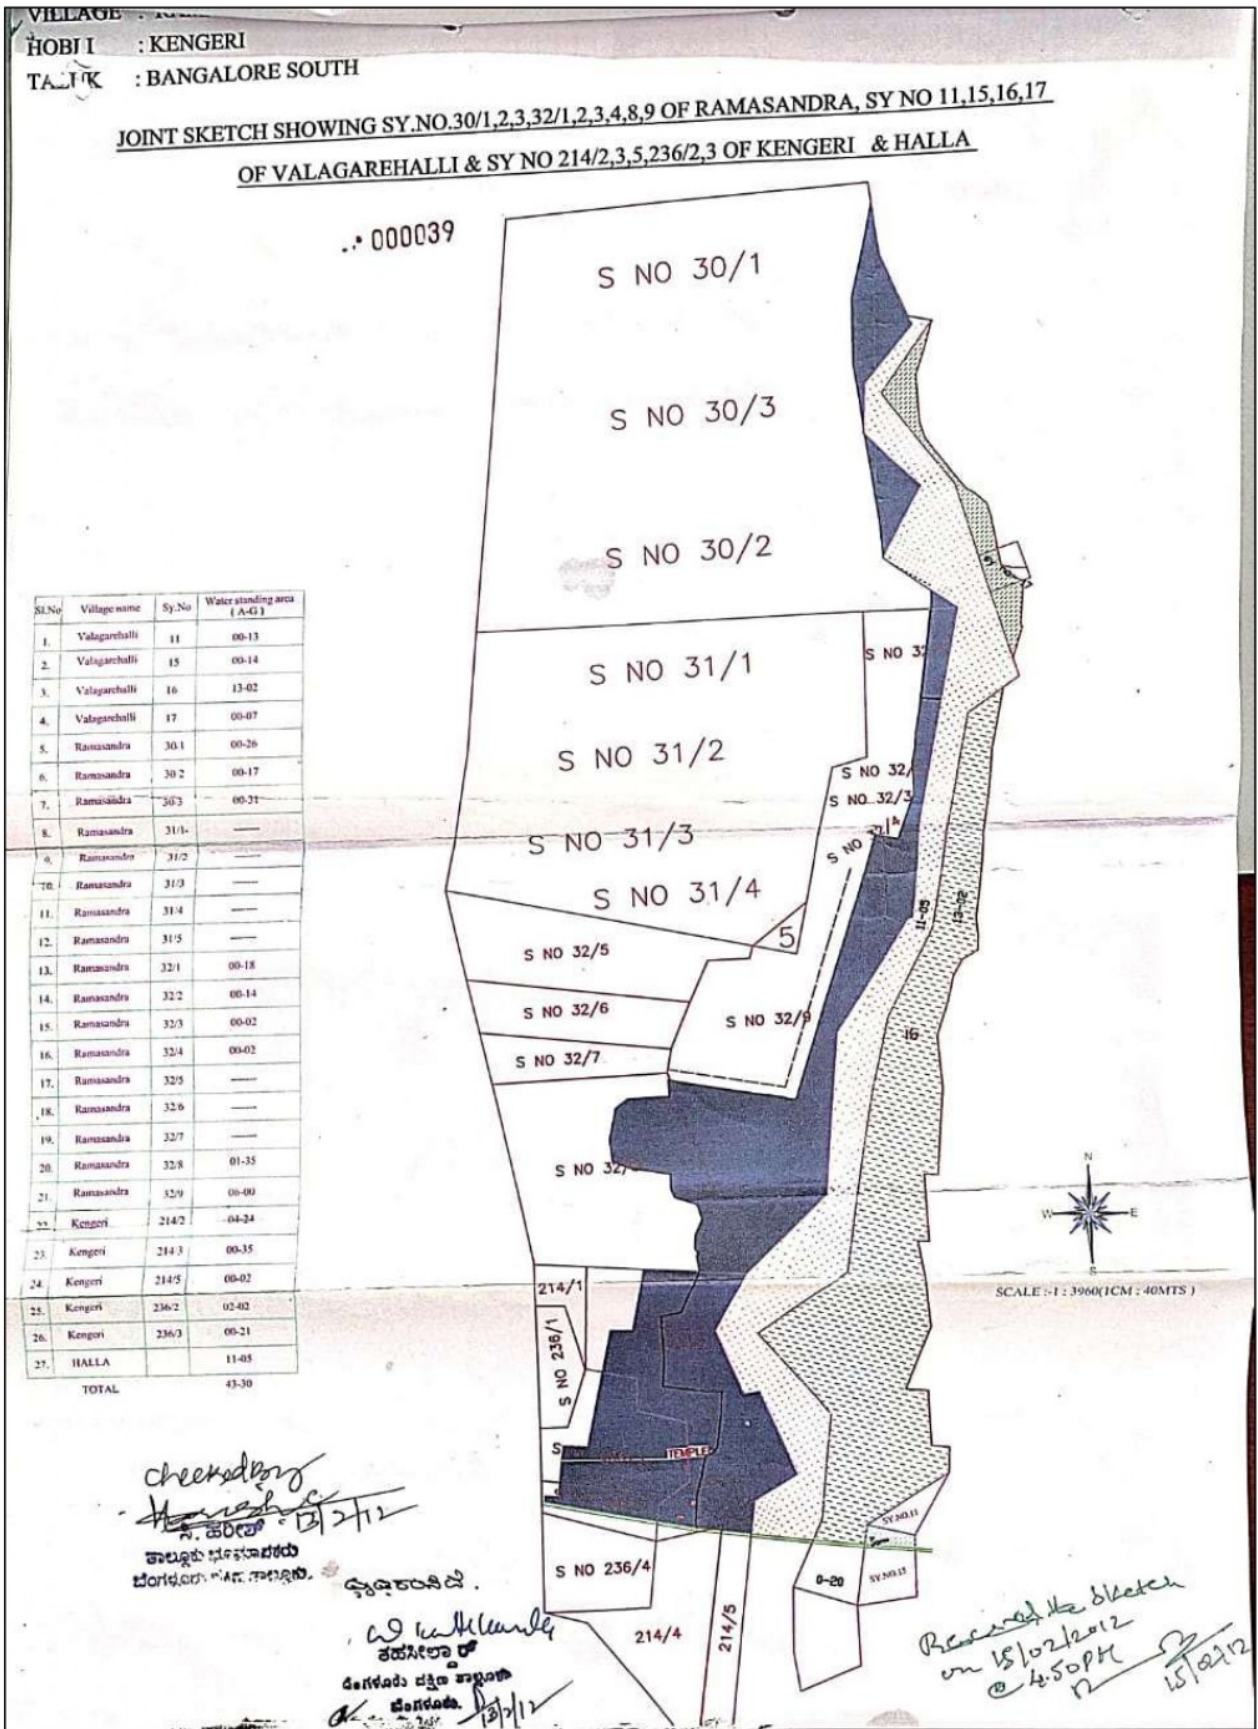 VILLAGE :
HOBLI : KENGERI
: BANGALORE SOUTH
JOINT SKETCH SHOWING SY.NO.30/1,2,3,32/1,2,3,4,8,9 OF RAMASANDRA, SY NO 11,15,16,17
OF VALAGAREHALLI & SY NO 214/2,3,5,236/2,3 OF KENGERI & HALLA
000039
S NO 30/1
S NO 30/3
S NO 30/2
S NO 31/1
S NO 32
S NO 31/2
S NO 32/
S NO 32/3
S NO 31/3
S NO
S NO 31/4
5
S NO 32/5
11-05
13-02
S NO 32/6
S NO 32/9
16
S NO 32/7
S NO 32/
Sl.No Village name Sy.No Water standing area (A-G)
1. Valagarehalli 11 00-13
2. Valagarehalli 15 00-14
3. Valagarehalli 16 13-02
4. Valagarehalli 17 00-07
5. Ramasandra 30.1 00-26
6. Ramasandra 30 2 00-17
7. Ramasandra 30.3 00-31
8. Ramasandra 31/1- ——
9. Ramasandra 31/2 ——
10. Ramasandra 31/3 ——
11. Ramasandra 31/4 ——
12. Ramasandra 31/5 ——
13. Ramasandra 32/1 00-18
14. Ramasandra 32/2 00-14
15. Ramasandra 32/3 00-02
16. Ramasandra 32/4 00-02
17. Ramasandra 32/5 ——
18. Ramasandra 32/6 ——
19. Ramasandra 32/7 ——
20. Ramasandra 32/8 01-35
21. Ramasandra 32/9 06-00
22. Kengeri 214/2 04-24
23. Kengeri 214/3 00-35
24. Kengeri 214/5 00-02
25. Kengeri 236/2 02-02
26. Kengeri 236/3 00-21
27. HALLA 11-05
TOTAL 43-30
N
W E
S
SCALE :-1 : 3960(1CM : 40MTS )
214/1
S NO 236/1
S
TEMPLE
SY.NO.11
S NO 236/4
0-20
SY.NO.15
214/4
214/5
Checked By
13/2/12
ಸಿ. ಹರೀಶ್
ತಾಲ್ಲೂಕು ಭೂಮಾಪಕರು
ತಹಸೀಲ್ದಾರ್
ಬೆಂಗಳೂರು ದಕ್ಷಿಣ ತಾಲ್ಲೂಕು
ಬೆಂಗಳೂರು.
13/2/12
Received the Sketch
on 15/02/2012
@ 4.50PM
15/02/12